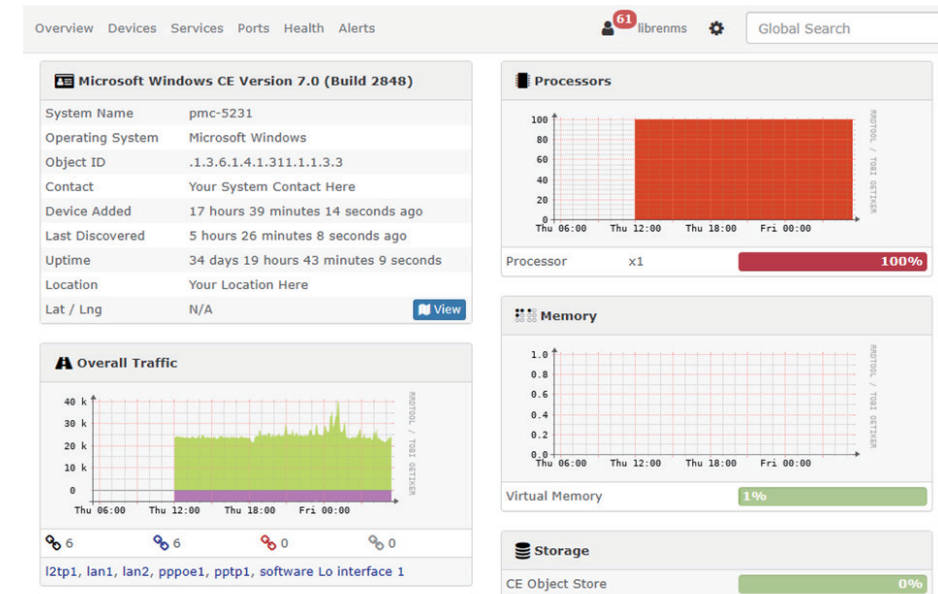 Overview Devices Services Ports Health Alerts 61 librenms Global Search
Microsoft Windows CE Version 7.0 (Build 2848)
System Name pmc-5231
Operating System Microsoft Windows
Object ID .1.3.6.1.4.1.311.1.1.3.3
Contact Your System Contact Here
Device Added 17 hours 39 minutes 14 seconds ago
Last Discovered 5 hours 26 minutes 8 seconds ago
Uptime 34 days 19 hours 43 minutes 9 seconds
Location Your Location Here
Lat / Lng N/A View
Overall Traffic
40 k
30 k
20 k
10 k
0
Thu 06:00 Thu 12:00 Thu 18:00 Fri 00:00
RRDTOOL / TOBI OETIKER
6 6 0 0
l2tp1, lan1, lan2, pppoe1, pptp1, software Lo interface 1
Processors
100
80
60
40
20
0
Thu 06:00 Thu 12:00 Thu 18:00 Fri 00:00
RRDTOOL / TOBI OETIKER
Processor x1 100%
Memory
1.0
0.8
0.6
0.4
0.2
0.0
Thu 06:00 Thu 12:00 Thu 18:00 Fri 00:00
RRDTOOL / TOBI OETIKER
Virtual Memory 1%
Storage
CE Object Store 0%